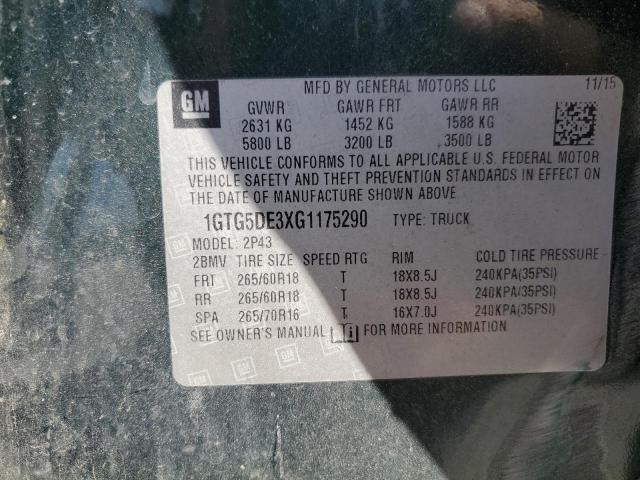 GM
MFD BY GENERAL MOTORS LLC 11/15
GVWR GAWR FRT GAWR RR
2631 KG 1452 KG 1588 KG
5800 LB 3200 LB 3500 LB
THIS VEHICLE CONFORMS TO ALL APPLICABLE U.S. FEDERAL MOTOR
VEHICLE SAFETY AND THEFT PREVENTION STANDARDS IN EFFECT ON
THE DATE OF MANUFACTURE SHOWN ABOVE.
1GTG5DE3XG1175290 TYPE: TRUCK
MODEL: 2P43
2BMV TIRE SIZE SPEED RTG RIM COLD TIRE PRESSURE
FRT 265/60R18 T 18X8.5J 240KPA(35PSI)
RR 265/60R18 T 18X8.5J 240KPA(35PSI)
SPA 265/70R16 T 16X7.0J 240KPA(35PSI)
SEE OWNER'S MANUAL i FOR MORE INFORMATION